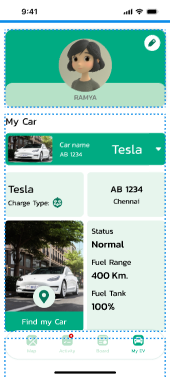 9:41
RAMYA
My Car
Car name
AB 1234
Tesla
Tesla
Charge Type:
AB 1234
Chennai
Status
Normal
Fuel Range
400 Km.
Fuel Tank
100%
Find my Car
Activity
My EV